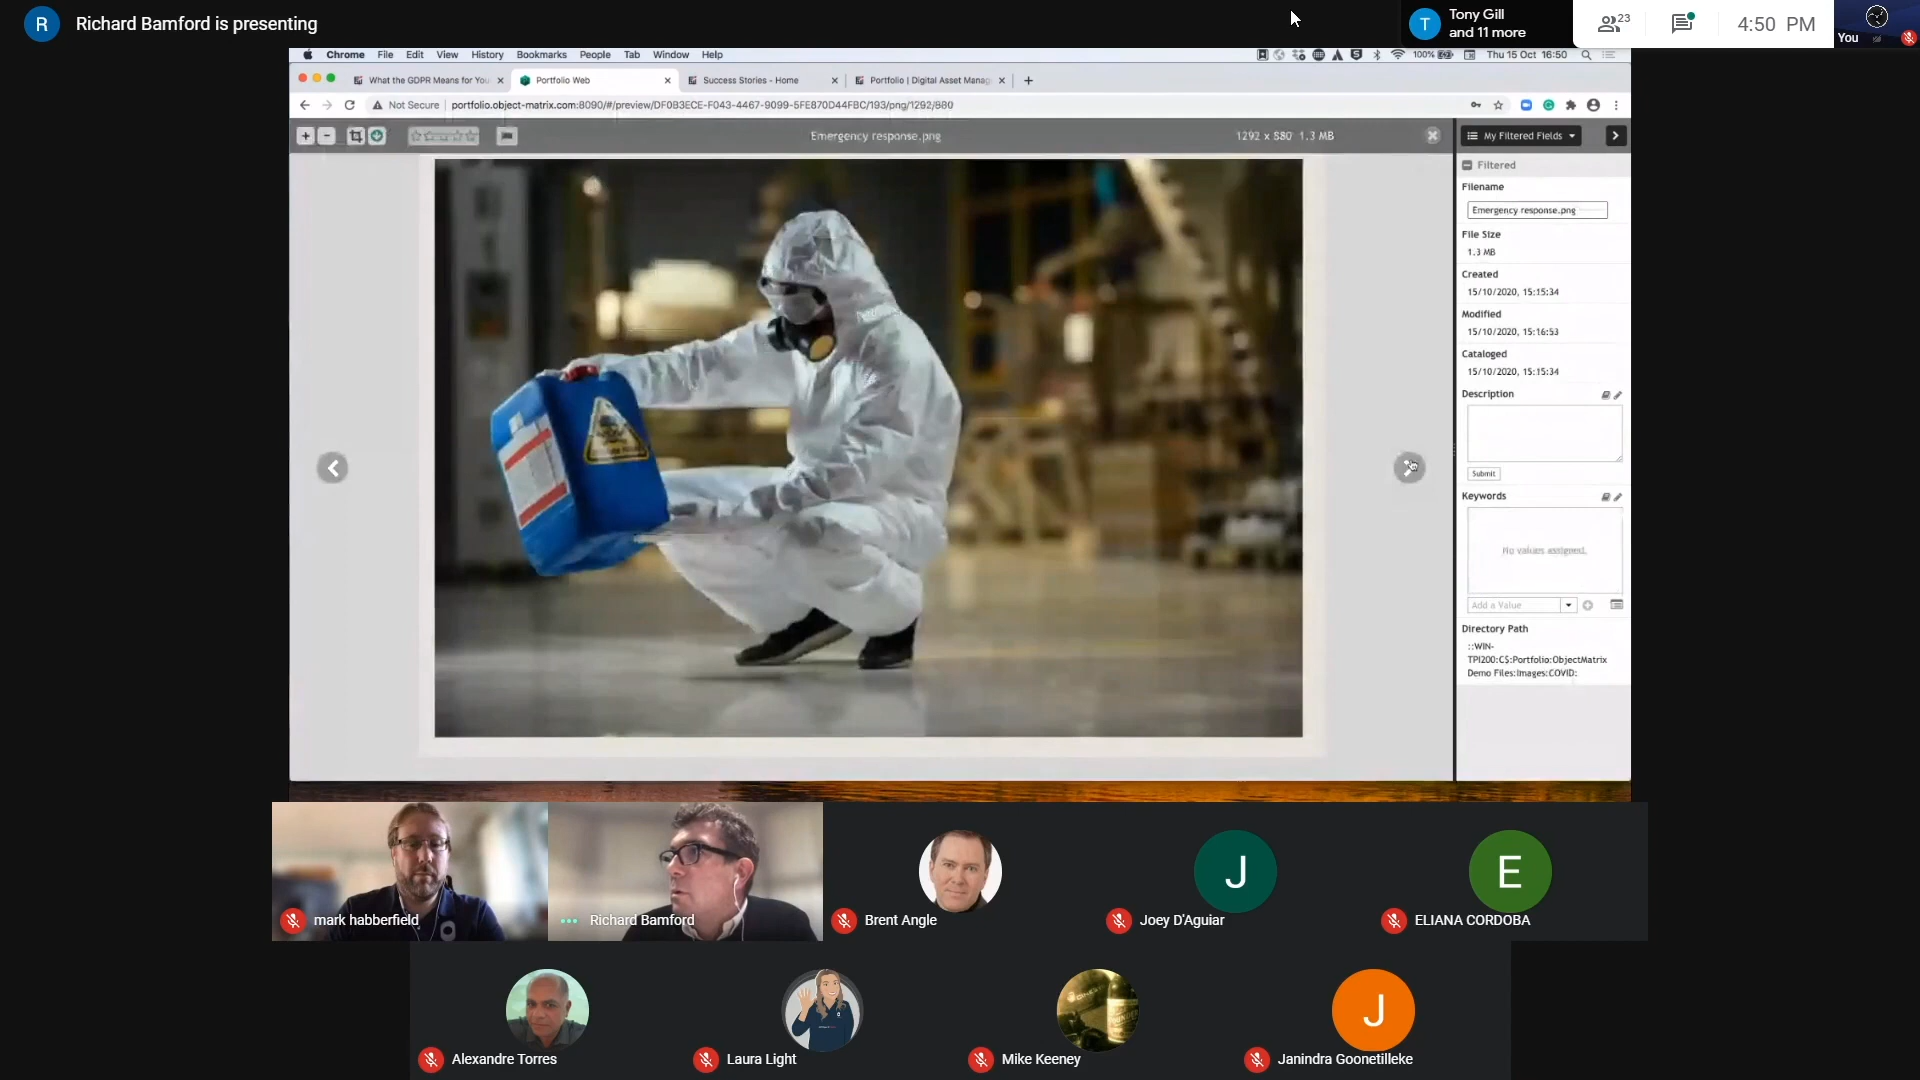 R Richard Bamford is presenting
T Tony Gill
and 11 more
23
4:50 PM
You
Chrome File Edit View History Bookmarks People Tab Window Help
100% Thu 15 Oct 16:50
What the GDPR Means for You
Portfolio Web
Success Stories - Home
Portfolio | Digital Asset Manag
Not Secure portfolio.object-matrix.com:8090/#/preview/DF0B3ECE-F043-4467-9099-5FE870D44FBC/193/png/1292/880
Emergency response.png
1292 x 880 1.3 MB
My Filtered Fields
Filtered
Filename
Emergency response.png
File Size
1.3 MB
Created
15/10/2020, 15:15:34
Modified
15/10/2020, 15:16:53
Cataloged
15/10/2020, 15:15:34
Description
Submit
Keywords
No values assigned.
Add a Value
Directory Path
::WIN-
TPI200:C$:Portfolio:ObjectMatrix
Demo Files:Images:COVID:
mark habberfield
Richard Bamford
Brent Angle
J
Joey D'Aguiar
E
ELIANA CORDOBA
Alexandre Torres
Laura Light
Mike Keeney
J
Janindra Goonetilleke